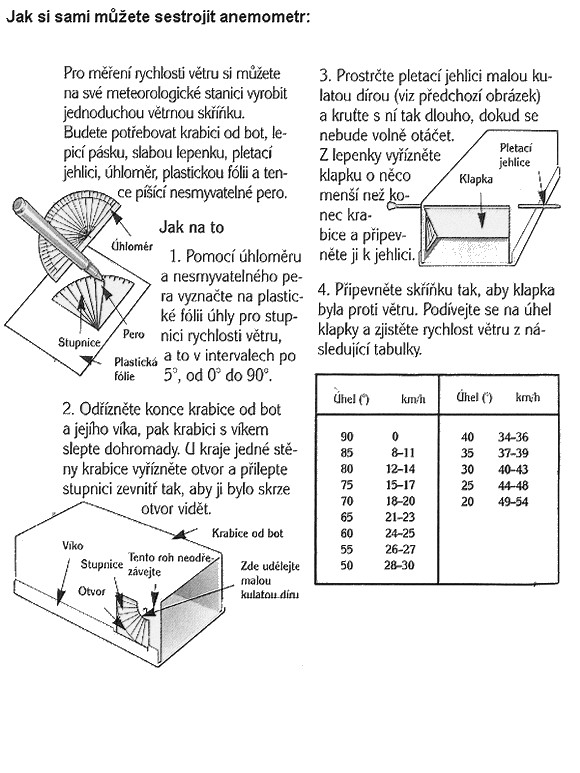 Jak si sami můžete sestrojit anemometr:
Pro měření rychlosti větru si můžete
na své meteorologické stanici vyrobit
jednoduchou větrnou skříňku.
Budete potřebovat krabici od bot, le-
picí pásku, slabou lepenku, pletací
jehlici, úhloměr, plastickou fólii a ten-
ce píšící nesmyvatelné pero.
Úhloměr
Jak na to
1. Pomocí úhloměru
a nesmyvatelného pe-
ra vyznačte na plastic-
ké fólii úhly pro stup-
nici rychlosti větru,
a to v intervalech po
5°, od 0° do 90°.
Stupnice
Pero
Plastická
fólie
2. Odřízněte konce krabice od bot
a jejího víka, pak krabici s víkem
slepte dohromady. U kraje jedné stě-
ny krabice vyřízněte otvor a přilepte
stupnici zevnitř tak, aby ji bylo skrze
otvor vidět.
Krabice od bot
Víko
Stupnice
Tento roh neodře-
závejte
Otvor
Zde udělejte
malou
kulatou díru
3. Prostrčte pletací jehlici malou ku-
latou dírou (viz předchozí obrázek)
a kruťte s ní tak dlouho, dokud se
nebude volně otáčet.
Z lepenky vyřízněte
klapku o něco
menší než ko-
nec kra-
bice a připev-
něte ji k jehlici.
Pletací
jehlice
Klapka
4. Připevněte skříňku tak, aby klapka
byla proti větru. Podívejte se na úhel
klapky a zjistěte rychlost větru z ná-
sledující tabulky.
Úhel (°) km/h Úhel (°) km/h
90 0 40 34–36
85 8–11 35 37–39
80 12–14 30 40–43
75 15–17 25 44–48
70 18–20 20 49–54
65 21–23
60 24–25
55 26–27
50 28–30